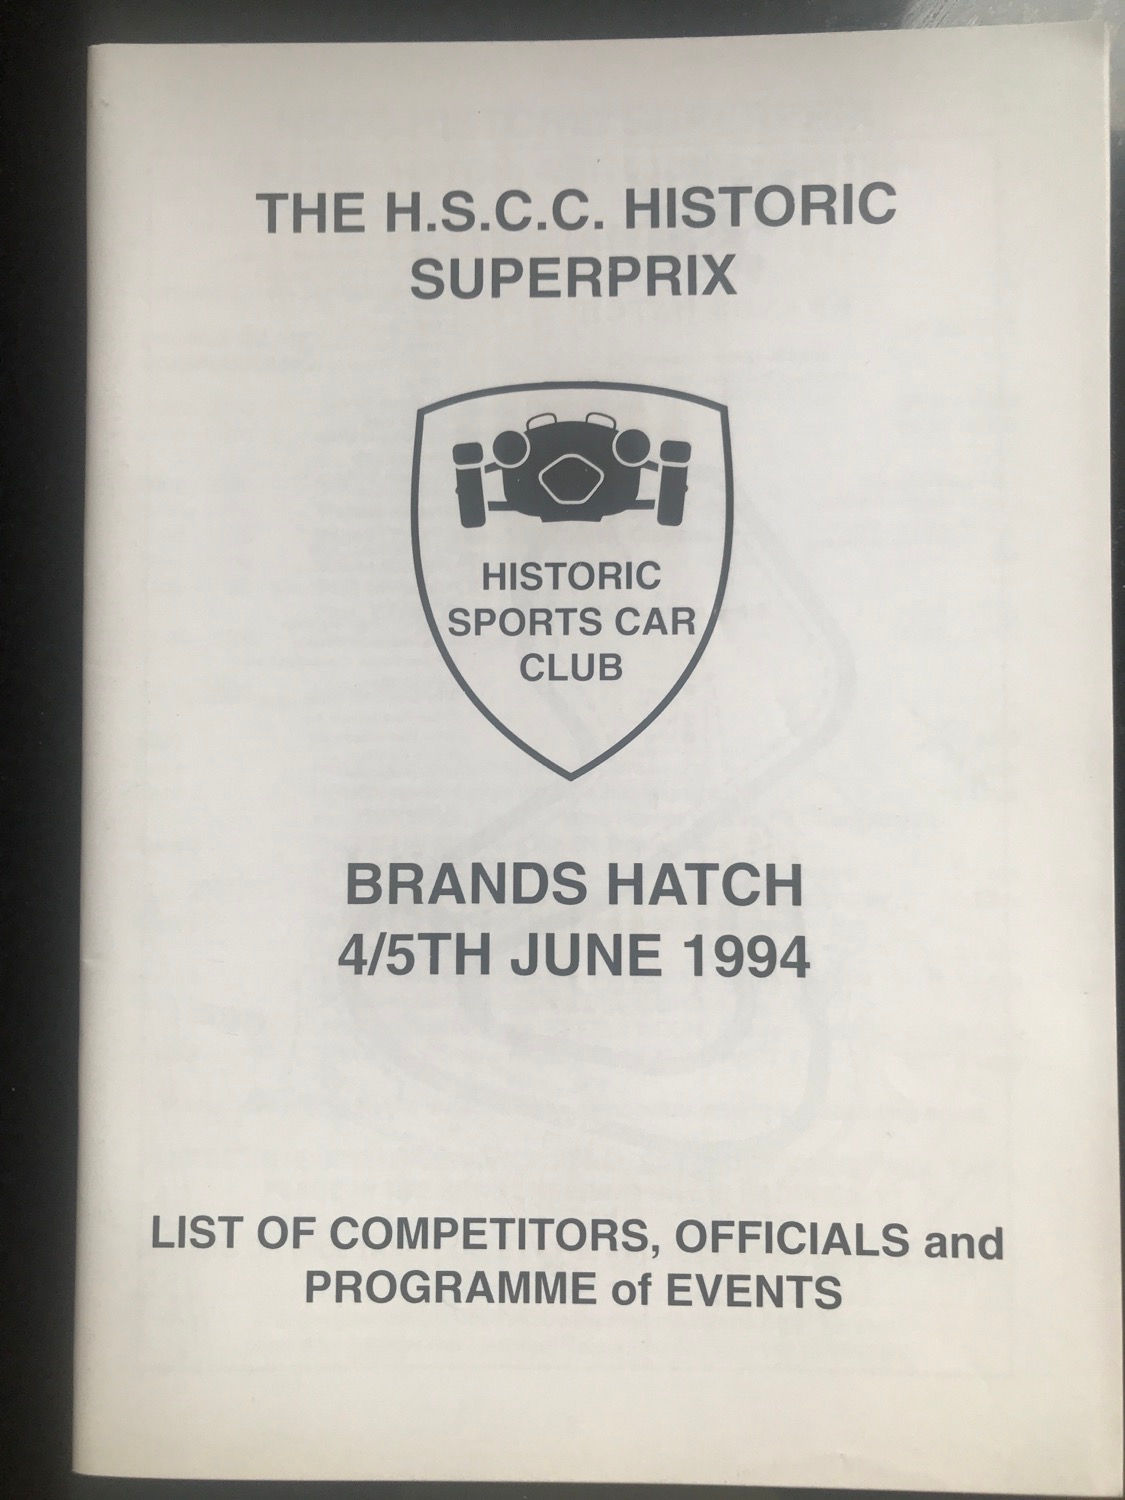 THE H.S.C.C. HISTORIC
SUPERPRIX
HISTORIC
SPORTS CAR
CLUB
BRANDS HATCH
4/5TH JUNE 1994
LIST OF COMPETITORS, OFFICIALS and
PROGRAMME of EVENTS